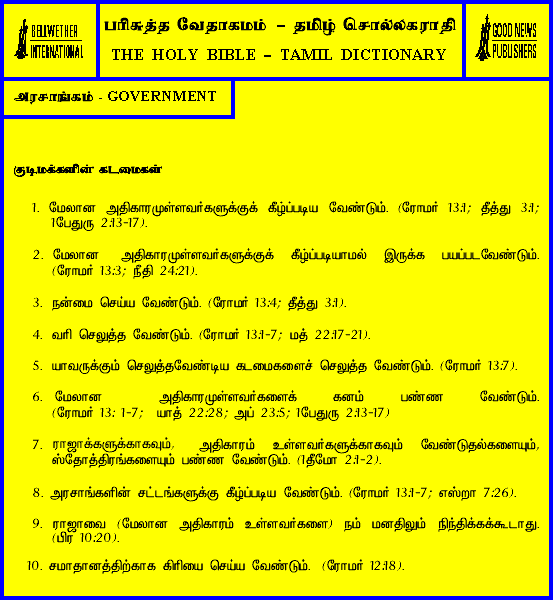 BELLWETHER
INTERNATIONAL
பரிசுத்த வேதாகமம் – தமிழ் சொல்லகராதி
THE HOLY BIBLE – TAMIL DICTIONARY
GOOD NEWS
PUBLISHERS
அரசாங்கம் - GOVERNMENT
குடிமக்களின் கடமைகள்
1. மேலான அதிகாரமுள்ளவர்களுக்குக் கீழ்ப்படிய வேண்டும். (ரோமர் 13:1; தீத்து 3:1;
1பேதுரு 2:13-17).
2. மேலான அதிகாரமுள்ளவர்களுக்குக் கீழ்ப்படியாமல் இருக்க பயப்படவேண்டும்.
(ரோமர் 13:3; நீதி 24:21).
3. நன்மை செய்ய வேண்டும். (ரோமர் 13:4; தீத்து 3:1).
4. வரி செலுத்த வேண்டும். (ரோமர் 13:1-7; மத் 22:17-21).
5. யாவருக்கும் செலுத்தவேண்டிய கடமைகளைச் செலுத்த வேண்டும். (ரோமர் 13:7).
6. மேலான அதிகாரமுள்ளவர்களைக் கனம் பண்ண வேண்டும்.
(ரோமர் 13: 1-7; யாத் 22:28; அப் 23:5; 1பேதுரு 2:13-17)
7. ராஜாக்களுக்காகவும், அதிகாரம் உள்ளவர்களுக்காகவும் வேண்டுதல்களையும்,
ஸ்தோத்திரங்களையும் பண்ண வேண்டும். (1தீமோ 2:1-2).
8. அரசாங்களின் சட்டங்களுக்கு கீழ்ப்படிய வேண்டும். (ரோமர் 13:1-7; எஸ்றா 7:26).
9. ராஜாவை (மேலான அதிகாரம் உள்ளவர்களை) நம் மனதிலும் நிந்திக்கக்கூடாது.
(பிர 10:20).
10. சமாதானத்திற்காக கிரியை செய்ய வேண்டும். (ரோமர் 12:18).